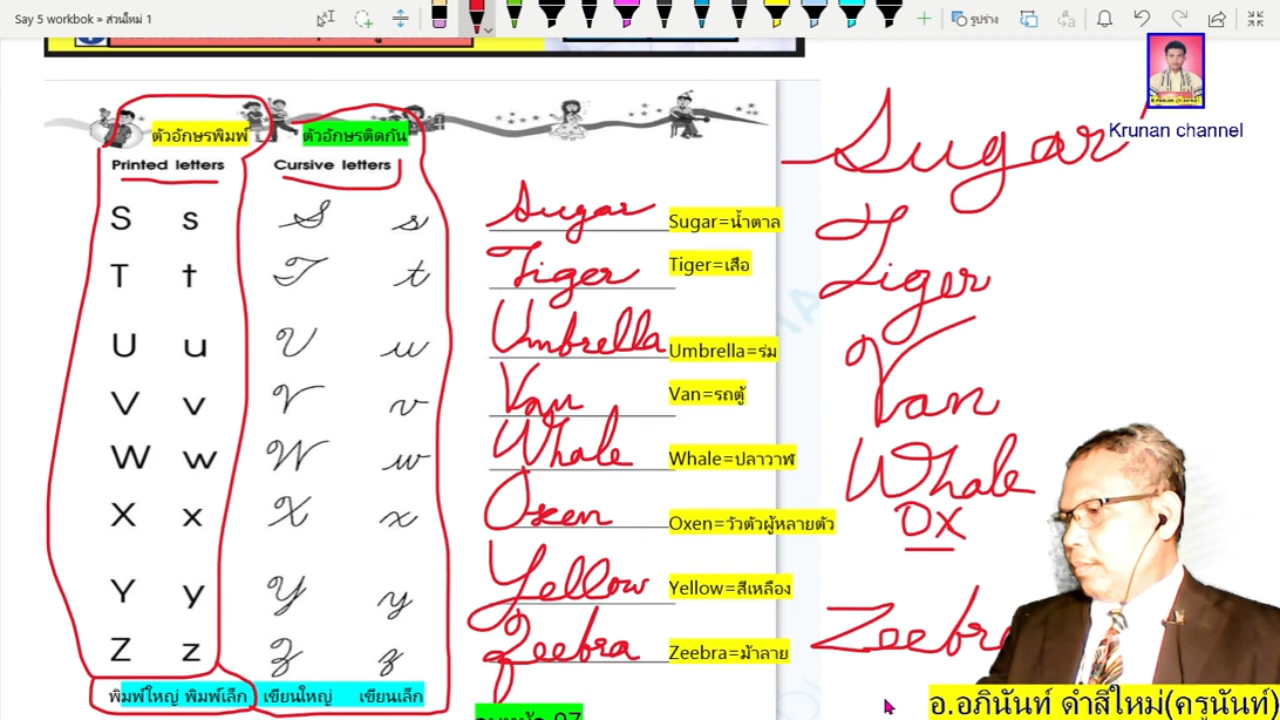 Say 5 workbok » ส่วนใหม่ 1
รูปร่าง
Krunan channel
ตัวอักษรพิมพ์ ตัวอักษรติดกัน
Printed letters Cursive letters
S s S s Sugar Sugar=น้ำตาล Sugar
T t T t Tiger Tiger=เสือ Tiger
U u U u Umbrella Umbrella=ร่ม
V v V v Van Van=รถตู้ Van
W w W w Whale Whale=ปลาวาฬ Whale
X x X x Oxen Oxen=วัวตัวผู้หลายตัว OX
Y y Y y Yellow Yellow=สีเหลือง
Z z Z z Zeebra Zeebra=ม้าลาย Zeebra
พิมพ์ใหญ่ พิมพ์เล็ก เขียนใหญ่ เขียนเล็ก
อ.อภินันท์ ดำสีใหม่(ครูนันท์)